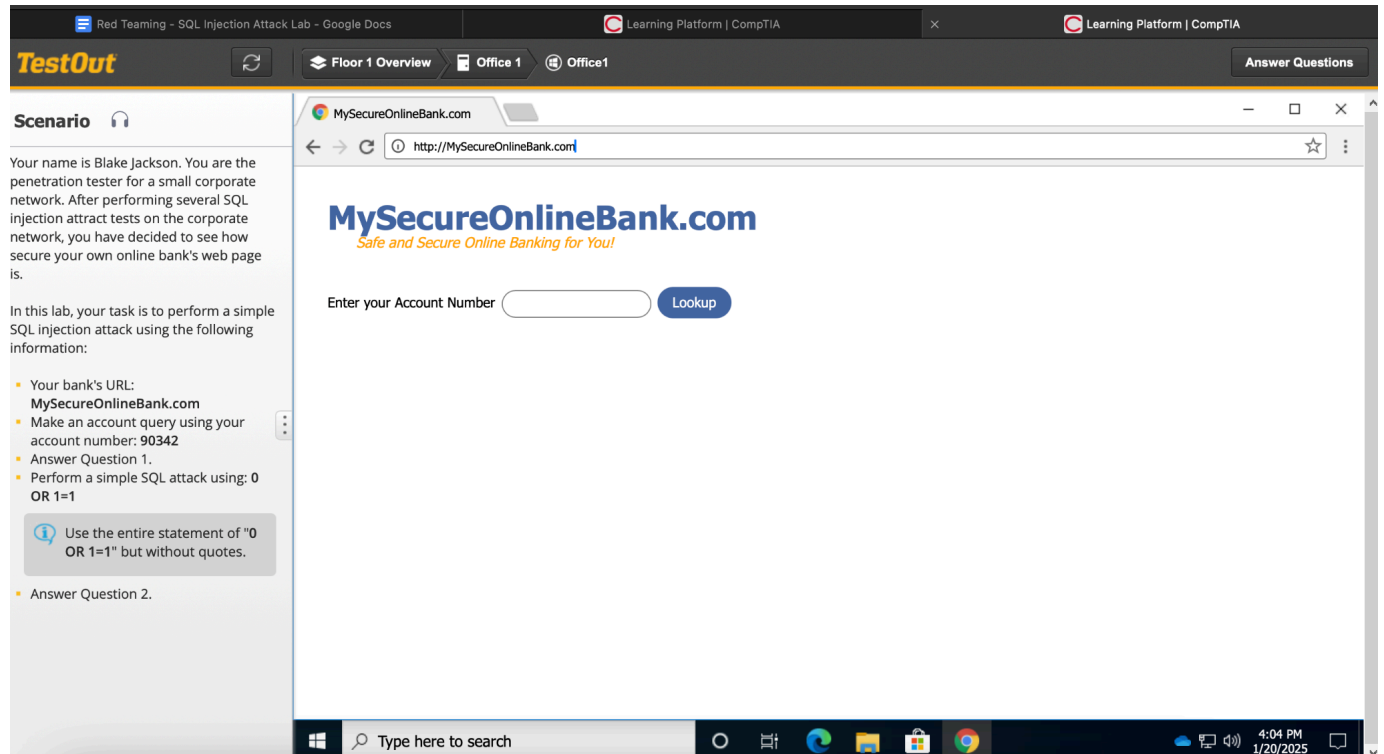 Red Teaming - SQL Injection Attack Lab - Google Docs
Learning Platform | CompTIA
Learning Platform | CompTIA
TestOut
Floor 1 Overview
Office 1
Office1
Answer Questions
Scenario
Your name is Blake Jackson. You are the
penetration tester for a small corporate
network. After performing several SQL
injection attract tests on the corporate
network, you have decided to see how
secure your own online bank's web page
is.
In this lab, your task is to perform a simple
SQL injection attack using the following
information:
Your bank's URL:
MySecureOnlineBank.com
Make an account query using your
account number: 90342
Answer Question 1.
Perform a simple SQL attack using: 0
OR 1=1
Use the entire statement of "0
OR 1=1" but without quotes.
Answer Question 2.
MySecureOnlineBank.com
http://MySecureOnlineBank.com
MySecureOnlineBank.com
Safe and Secure Online Banking for You!
Enter your Account Number
Lookup
Type here to search
4:04 PM
1/20/2025